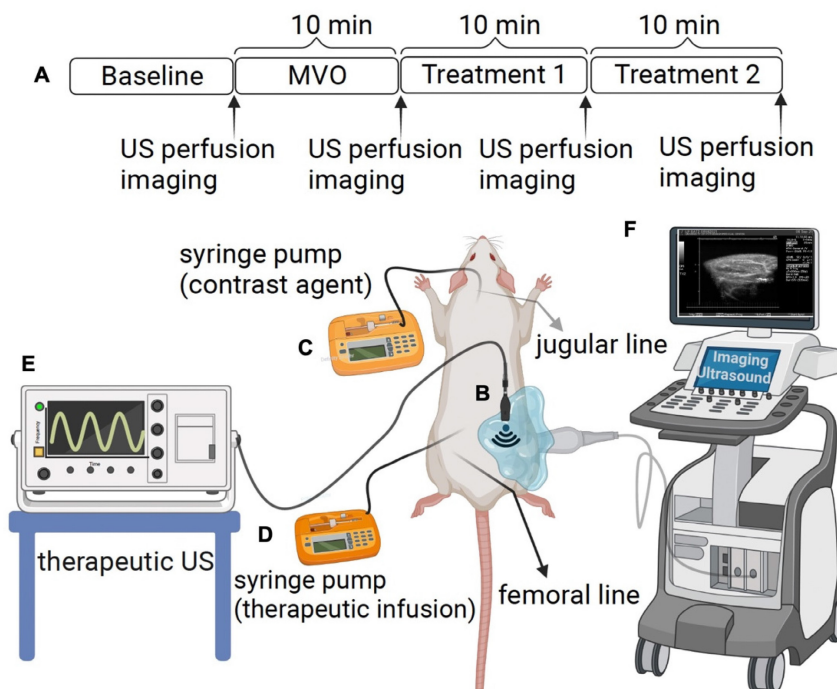 10 min
10 min
10 min
A
Baseline
MVO
Treatment 1
Treatment 2
US perfusion
imaging
US perfusion
imaging
US perfusion
imaging
US perfusion
imaging
F
syringe pump
(contrast agent)
C
jugular line
E
B
Imaging
Ultrasound
Frequency
Time
D
therapeutic US
syringe pump
(therapeutic infusion)
femoral line